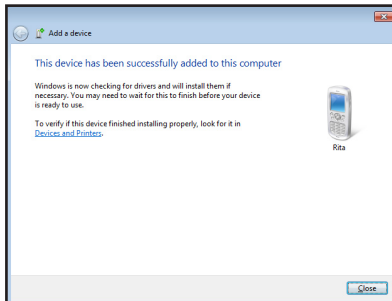 Add a device
This device has been successfully added to this computer
Windows is now checking for drivers and will install them if
necessary. You may need to wait for this to finish before your device
is ready to use.
To verify if this device finished installing properly, look for it in
Devices and Printers.
Rita
Close